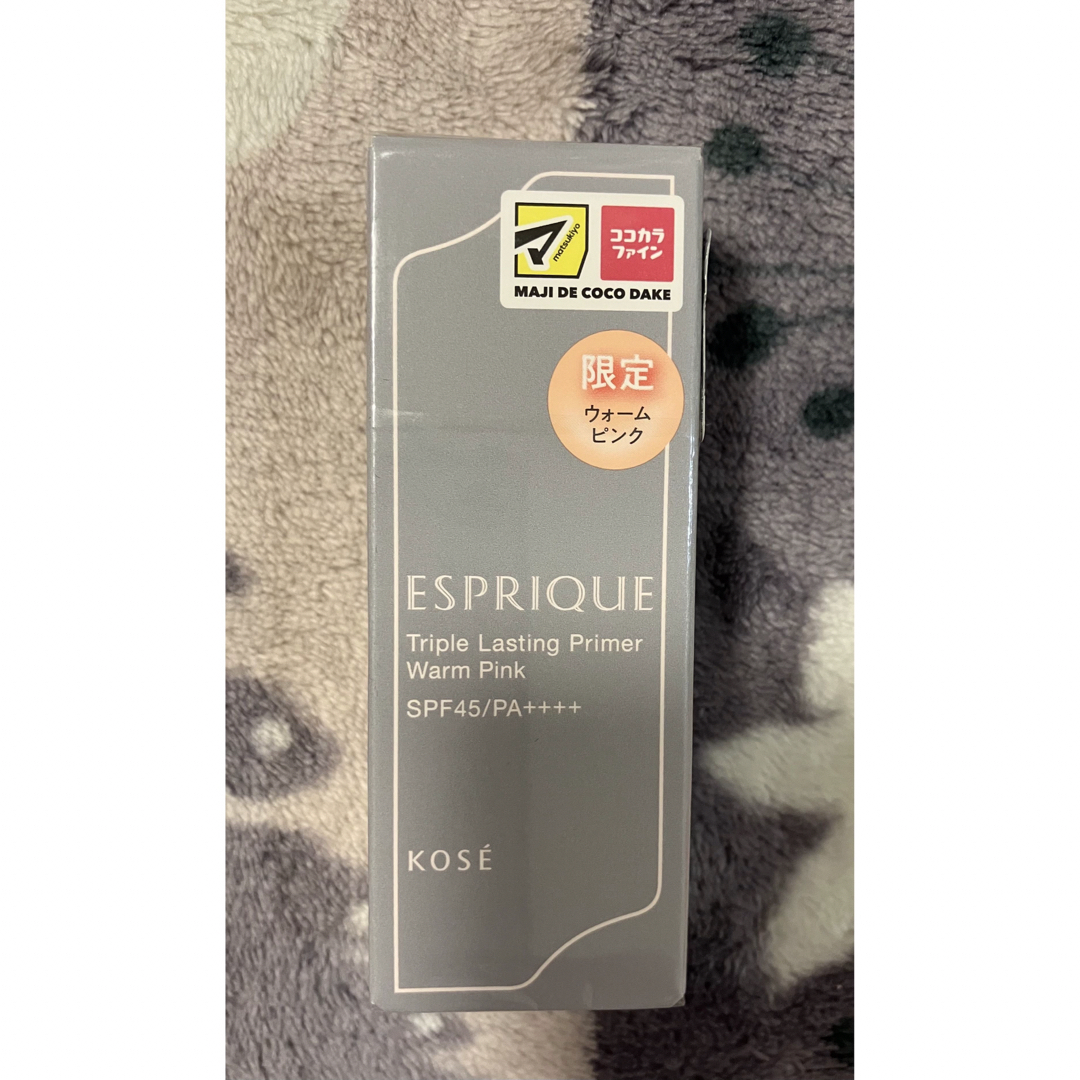 matsukiyo
ココカラ
ファイン
MAJI DE COCO DAKE
限定
ウォーム
ピンク
ESPRIQUE
Triple Lasting Primer
Warm Pink
SPF45/PA++++
KOSÉ